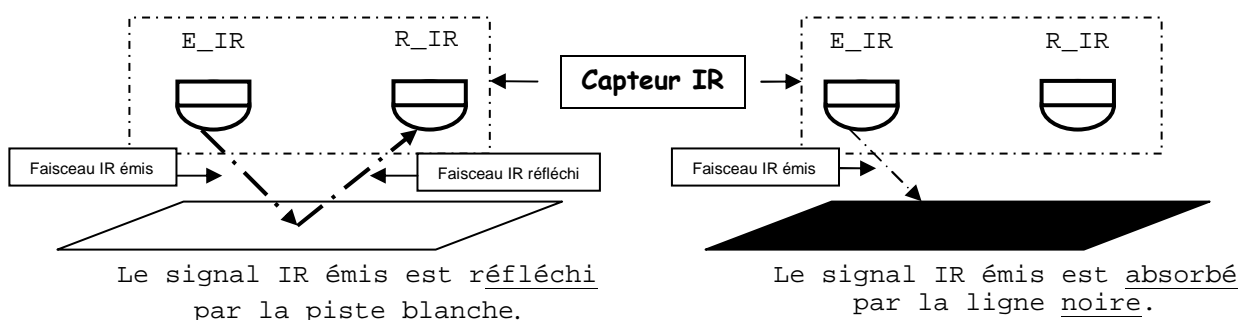 E_IR
R_IR
Faisceau IR émis
Faisceau IR réfléchi
Le signal IR émis est réfléchi
par la piste blanche.
Capteur IR
E_IR
R_IR
Faisceau IR émis
Le signal IR émis est absorbé
par la ligne noire.